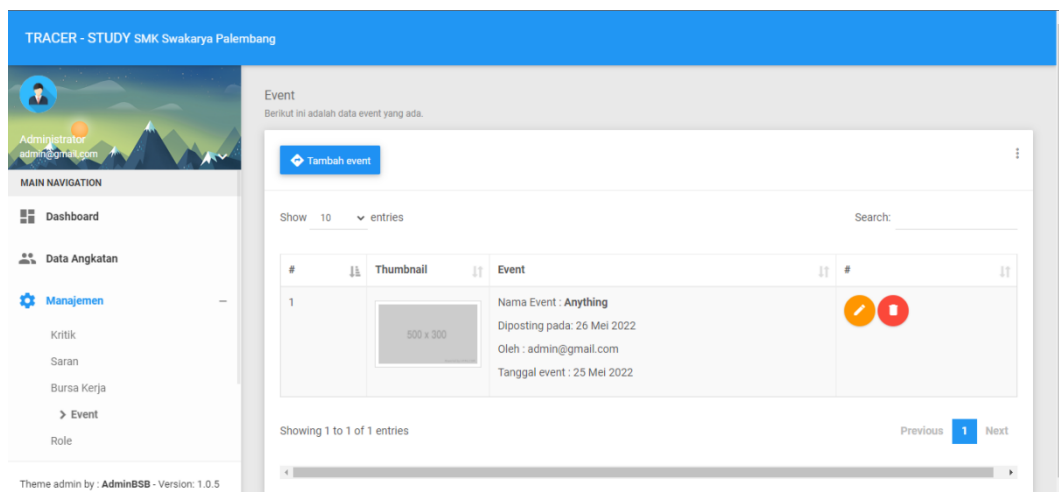 TRACER - STUDY SMK Swakarya Palembang
Administrator
admin@gmail.com
MAIN NAVIGATION
Dashboard
Data Angkatan
Manajemen
Kritik
Saran
Bursa Kerja
Event
Role
Theme admin by : AdminBSB - Version: 1.0.5
Event
Berikut ini adalah data event yang ada.
Tambah event
Show 10 entries
Search:
# Thumbnail Event #
1
500 x 300
Nama Event : Anything
Diposting pada: 26 Mei 2022
Oleh : admin@gmail.com
Tanggal event : 25 Mei 2022
Showing 1 to 1 of 1 entries
Previous 1 Next